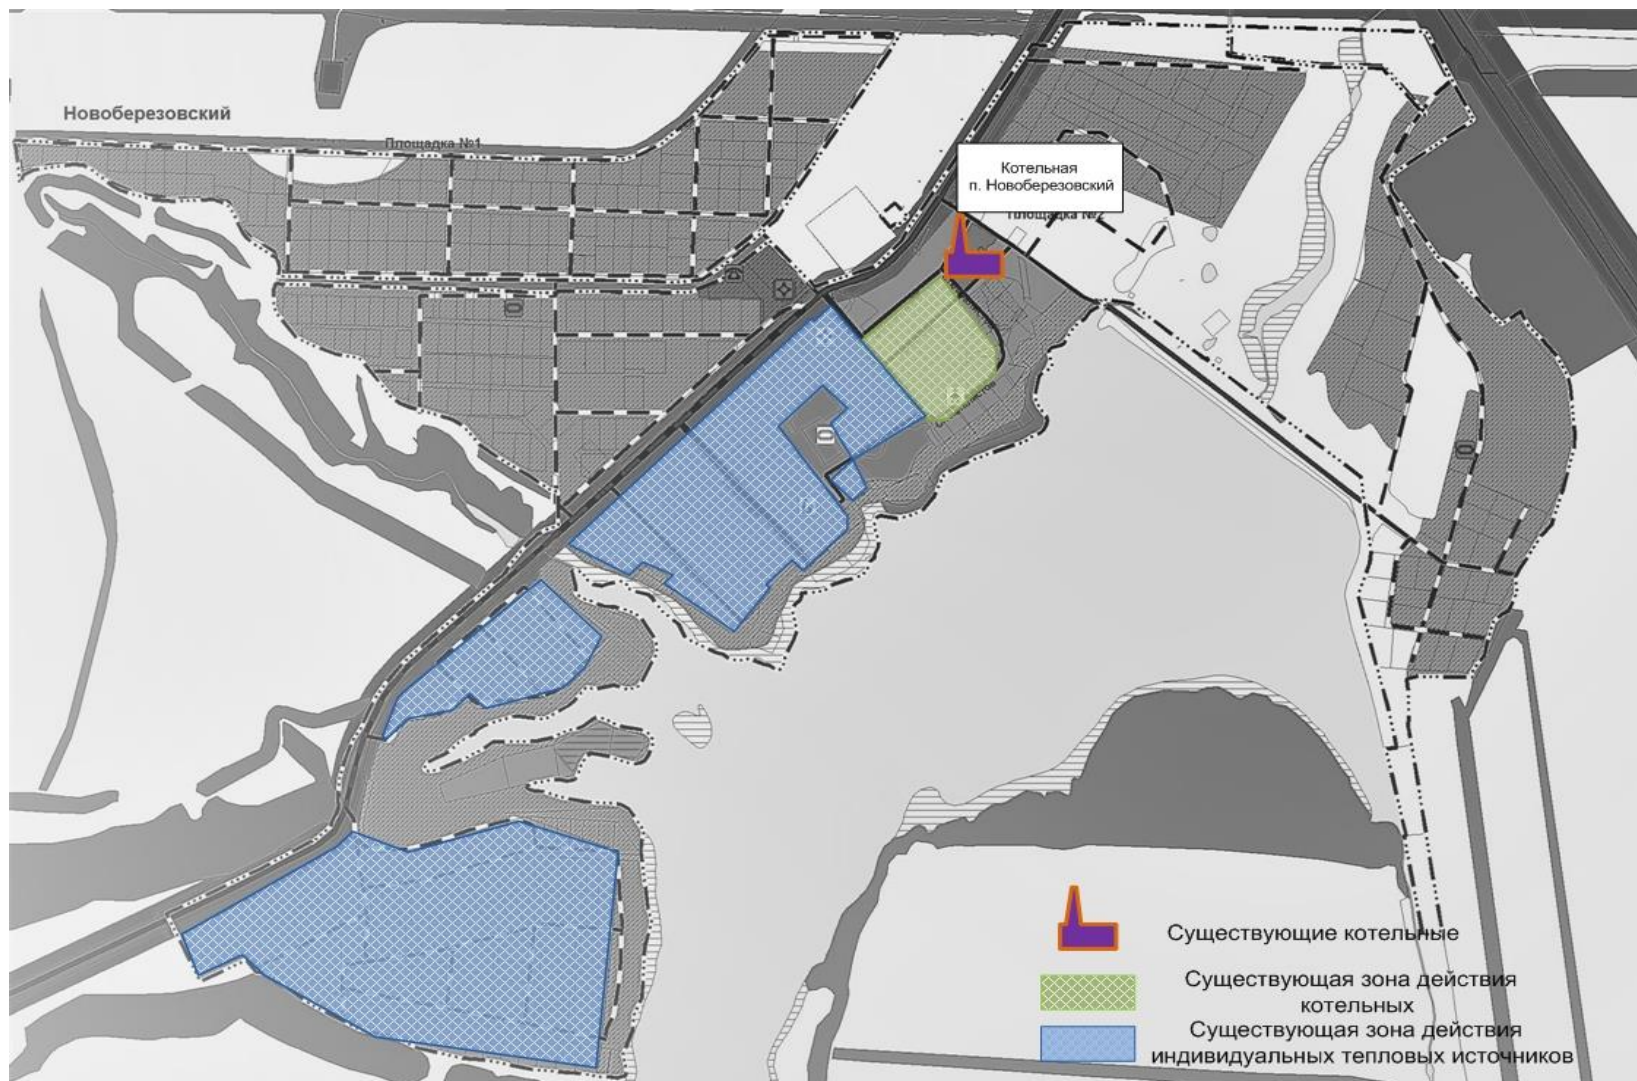 Новоберезовский
Площадка №1
Котельная
п. Новоберезовский
Площадка №2
Существующие котельные
Существующая зона действия
котельных
Существующая зона действия
индивидуальных тепловых источников